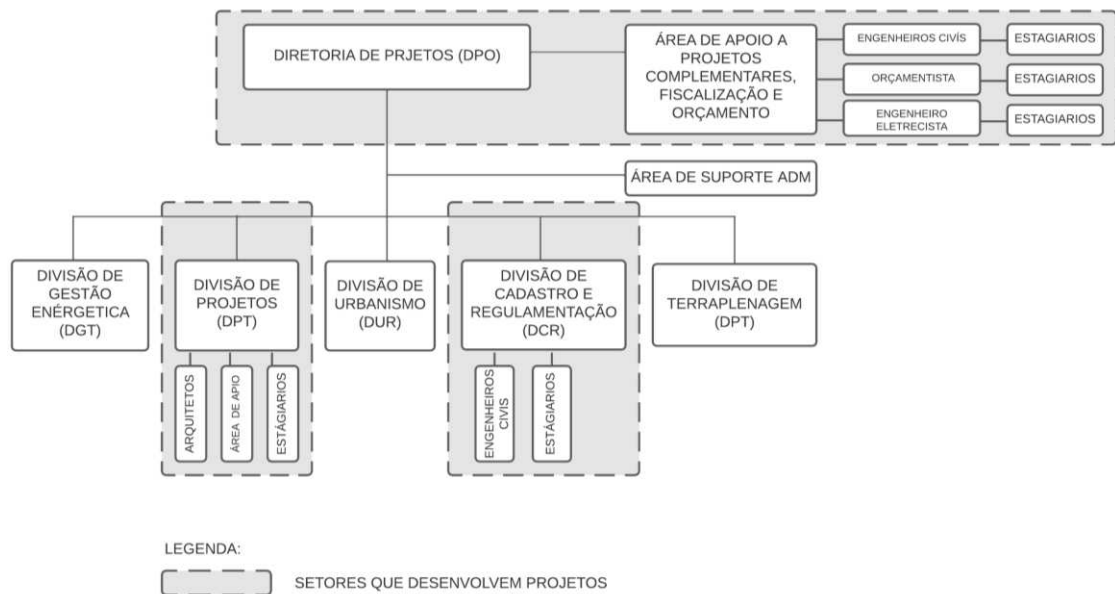 DIRETORIA DE PRJETOS (DPO)
ÁREA DE APOIO A
PROJETOS
COMPLEMENTARES,
FISCALIZAÇÃO E
ORÇAMENTO
ENGENHEIROS CIVÍS
ESTAGIARIOS
ORÇAMENTISTA
ESTAGIARIOS
ENGENHEIRO
ELETRECISTA
ESTAGIARIOS
ÁREA DE SUPORTE ADM
DIVISÃO DE
GESTÃO
ENÉRGETICA
(DGT)
DIVISÃO DE
PROJETOS
(DPT)
DIVISÃO DE
URBANISMO
(DUR)
DIVISÃO DE
CADASTRO E
REGULAMENTAÇÃO
(DCR)
DIVISÃO DE
TERRAPLENAGEM
(DPT)
ARQUITETOS
ÁREA DE APIO
ESTÁGIARIOS
ENGENHEIROS
CIVIS
ESTÁGIARIOS
LEGENDA:
SETORES QUE DESENVOLVEM PROJETOS